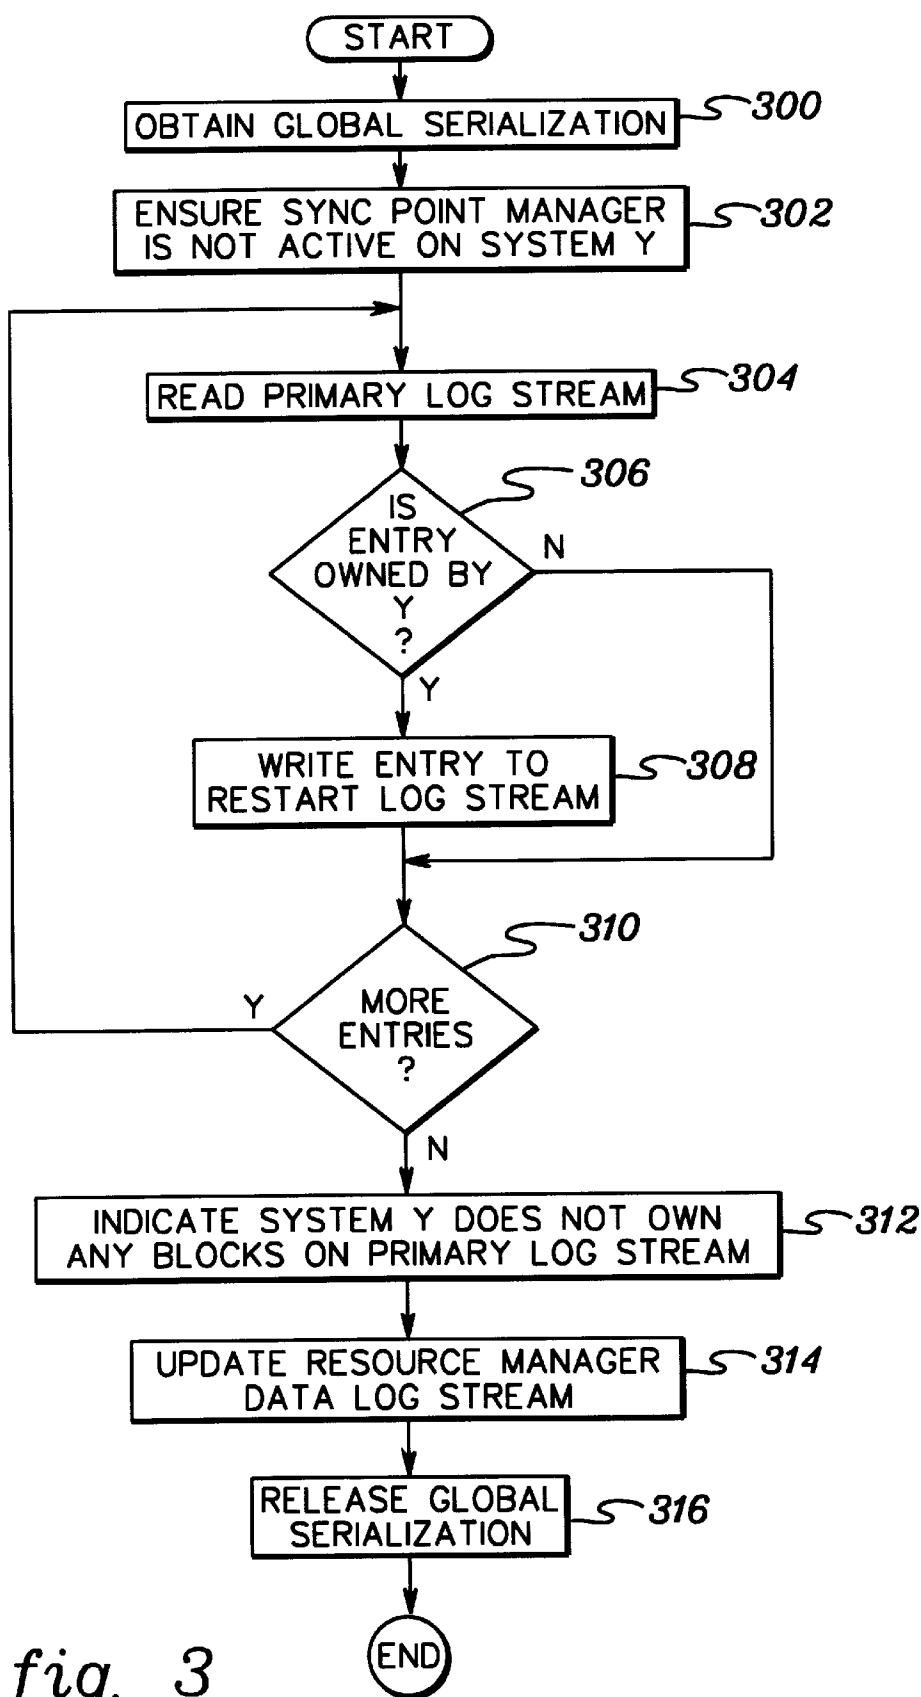 START
OBTAIN GLOBAL SERIALIZATION
300
ENSURE SYNC POINT MANAGER
IS NOT ACTIVE ON SYSTEM Y
302
READ PRIMARY LOG STREAM
304
306
IS
ENTRY
OWNED BY
Y
?
N
Y
WRITE ENTRY TO
RESTART LOG STREAM
308
310
MORE
ENTRIES
?
Y
N
INDICATE SYSTEM Y DOES NOT OWN
ANY BLOCKS ON PRIMARY LOG STREAM
312
UPDATE RESOURCE MANAGER
DATA LOG STREAM
314
RELEASE GLOBAL
SERIALIZATION
316
END
fig. 3